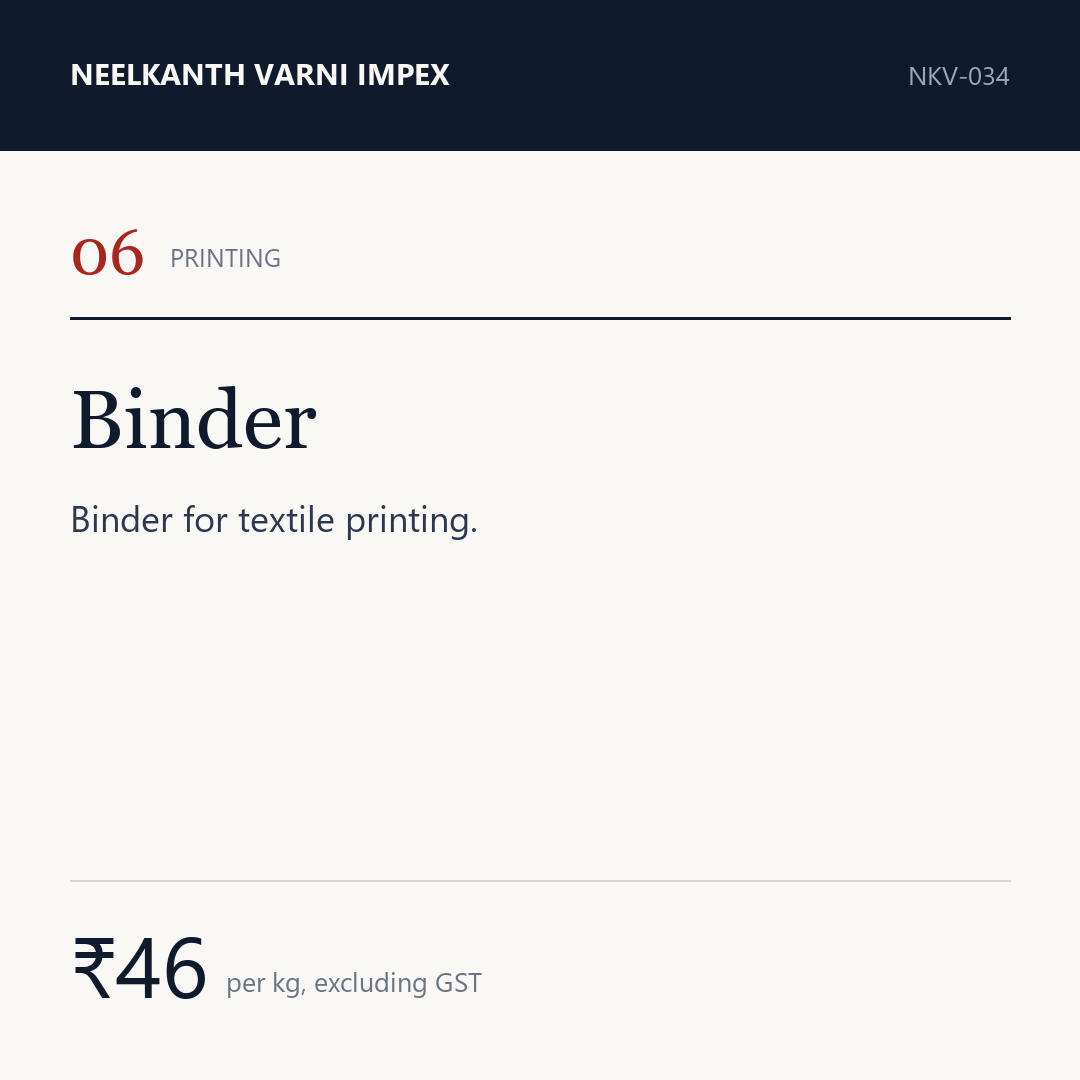 NEELKANTH VARNI IMPEX
NKV-034
06 PRINTING
Binder
Binder for textile printing.
₹46 per kg, excluding GST